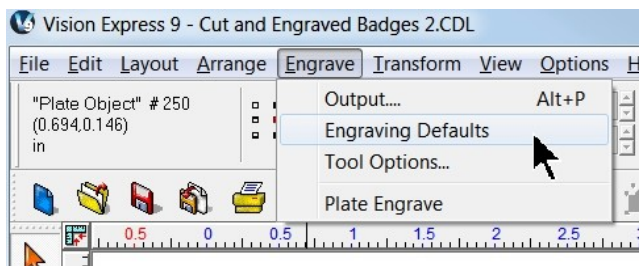 Vision Express 9 - Cut and Engraved Badges 2.CDL
File Edit Layout Arrange Engrave Transform View Options H
"Plate Object" # 250
(0.694,0.146)
in
Output.... Alt+P
Engraving Defaults
Tool Options...
Plate Engrave
0.5 0 0.5 1 1.5 2 2.5